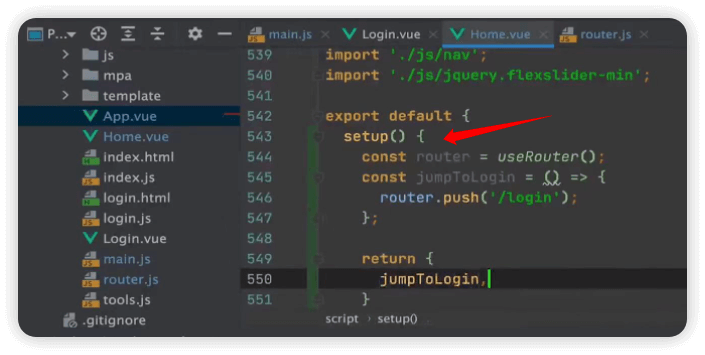 P...
main.js
Login.vue
Home.vue
router.js
js
mpa
template
App.vue
Home.vue
index.html
index.js
login.html
login.js
Login.vue
main.js
router.js
tools.js
.gitignore
539 import './js/nav';
540 import './js/jquery.flexslider-min';
541
542 export default {
543 setup() {
544 const router = useRouter();
545 const jumpToLogin = () => {
546 router.push('/login');
547 };
548
549 return {
550 jumpToLogin,
551 }
script › setup()